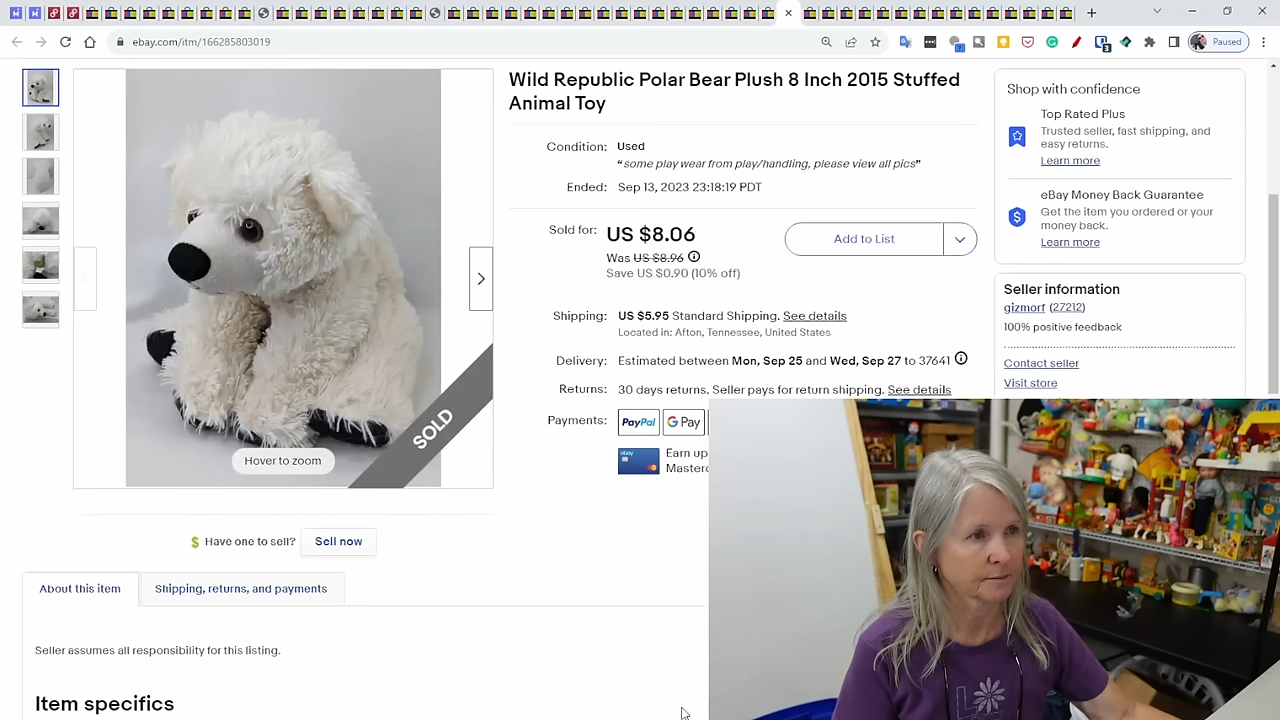 ebay.com/itm/166285803019
Paused
Wild Republic Polar Bear Plush 8 Inch 2015 Stuffed
Animal Toy
Condition: Used
“some play wear from play/handling, please view all pics”
Ended: Sep 13, 2023 23:18:19 PDT
Sold for: US $8.06
Was US $8.96
Save US $0.90 (10% off)
Add to List
Shipping: US $5.95 Standard Shipping. See details
Located in: Afton, Tennessee, United States
Delivery: Estimated between Mon, Sep 25 and Wed, Sep 27 to 37641
Returns: 30 days returns. Seller pays for return shipping. See details
Payments: PayPal G Pay
ebay
Earn up
Masterc
SOLD
Hover to zoom
$ Have one to sell? Sell now
About this item
Shipping, returns, and payments
Seller assumes all responsibility for this listing.
Item specifics
Shop with confidence
Top Rated Plus
Trusted seller, fast shipping, and
easy returns.
Learn more
eBay Money Back Guarantee
Get the item you ordered or your
money back.
Learn more
Seller information
gizmorf (27212)
100% positive feedback
Contact seller
Visit store